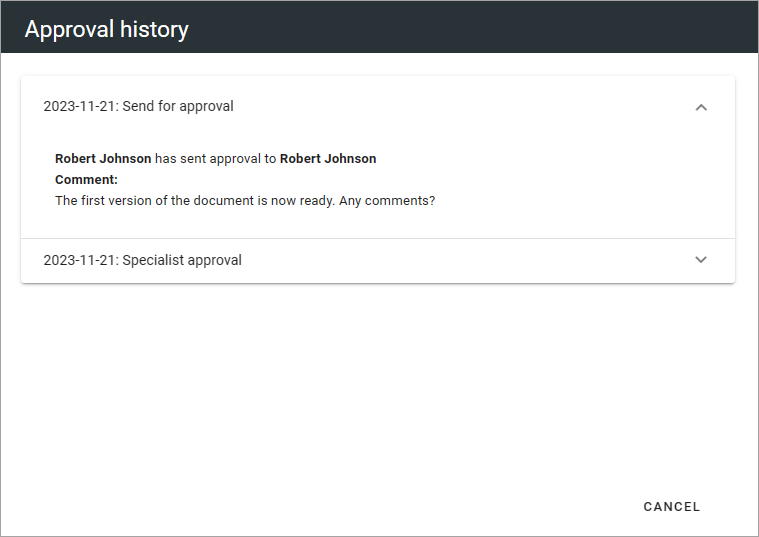 Approval history
2023-11-21: Send for approval
Robert Johnson has sent approval to Robert Johnson
Comment:
The first version of the document is now ready. Any comments?
2023-11-21: Specialist approval
CANCEL